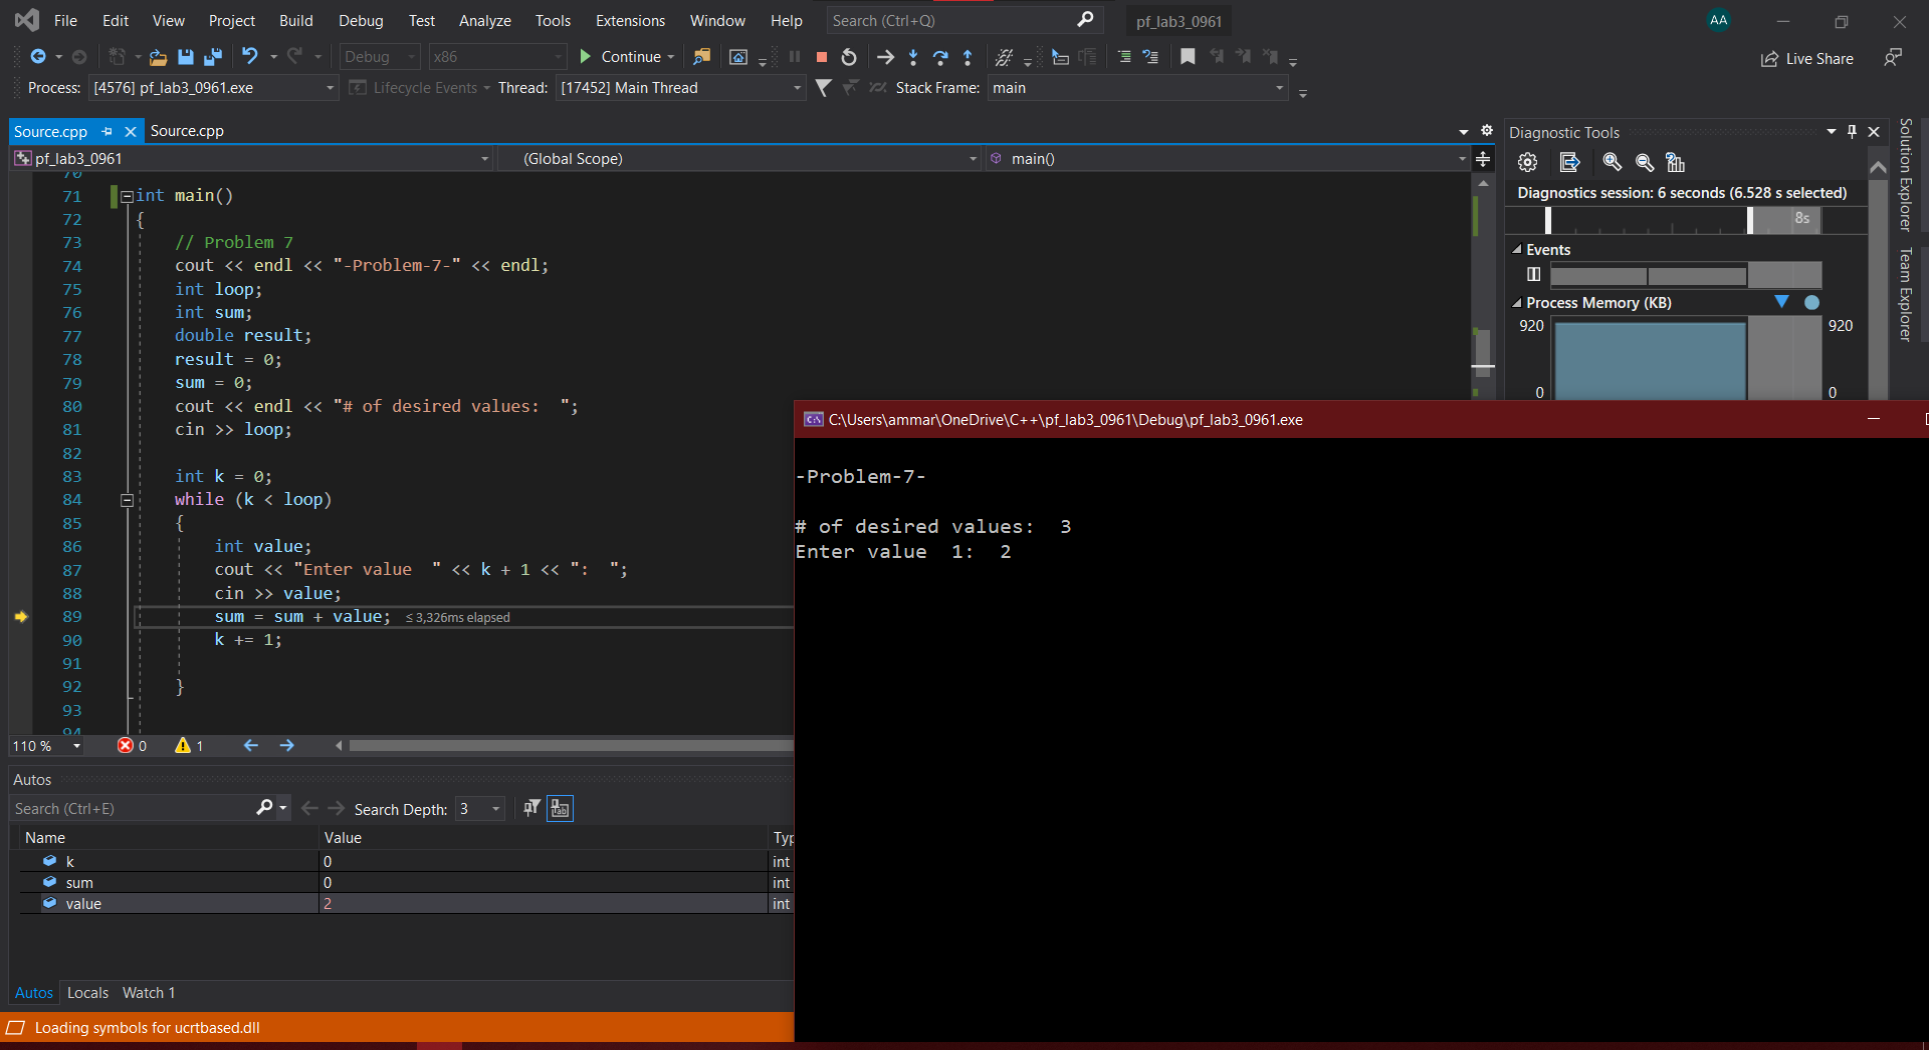 File Edit View Project Build Debug Test Analyze Tools Extensions Window Help Search (Ctrl+Q) pf_lab3_0961 AA
Debug x86 Continue Live Share
Process: [4576] pf_lab3_0961.exe Lifecycle Events Thread: [17452] Main Thread Stack Frame: main
Source.cpp Source.cpp
pf_lab3_0961 (Global Scope) main()
70
71 int main()
72 {
73 // Problem 7
74 cout << endl << "-Problem-7-" << endl;
75 int loop;
76 int sum;
77 double result;
78 result = 0;
79 sum = 0;
80 cout << endl << "# of desired values:  ";
81 cin >> loop;
82
83 int k = 0;
84 while (k < loop)
85 {
86 int value;
87 cout << "Enter value  " << k + 1 << ":  ";
88 cin >> value;
89 sum = sum + value; ≤ 3,326ms elapsed
90 k += 1;
91
92 }
93
94
110 % 0 1
Autos
Search (Ctrl+E) Search Depth: 3
Name Value Typ
k 0 int
sum 0 int
value 2 int
Autos Locals Watch 1
Loading symbols for ucrtbased.dll
Diagnostic Tools
Diagnostics session: 6 seconds (6.528 s selected)
8s
Events
Process Memory (KB)
920 920
0 0
Solution Explorer
Team Explorer
C:\ C:\Users\ammar\OneDrive\C++\pf_lab3_0961\Debug\pf_lab3_0961.exe
-Problem-7-
# of desired values:  3
Enter value  1:  2